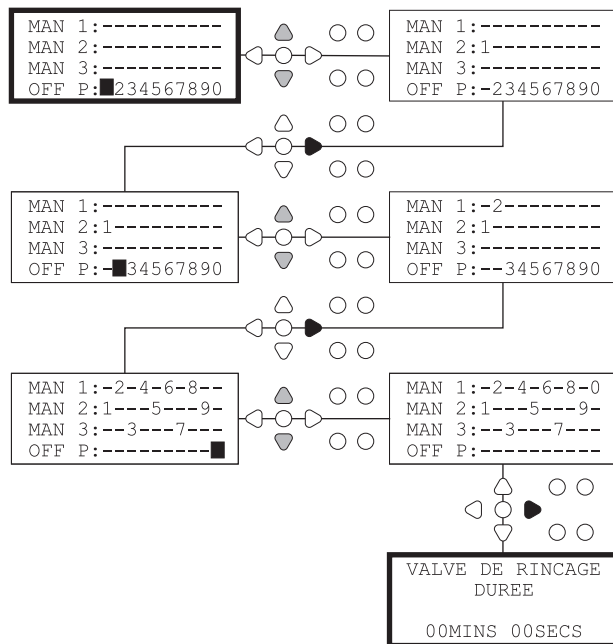 MAN 1:----------
MAN 2:----------
MAN 3:----------
OFF P:█234567890
MAN 1:----------
MAN 2:1---------
MAN 3:----------
OFF P:-234567890
MAN 1:----------
MAN 2:1---------
MAN 3:----------
OFF P:-█34567890
MAN 1:-2--------
MAN 2:1---------
MAN 3:----------
OFF P:--34567890
MAN 1:-2-4-6-8--
MAN 2:1---5---9-
MAN 3:--3---7---
OFF P:---------█
MAN 1:-2-4-6-8-0
MAN 2:1---5---9-
MAN 3:--3---7---
OFF P:----------
VALVE DE RINCAGE
DUREE
00MINS 00SECS